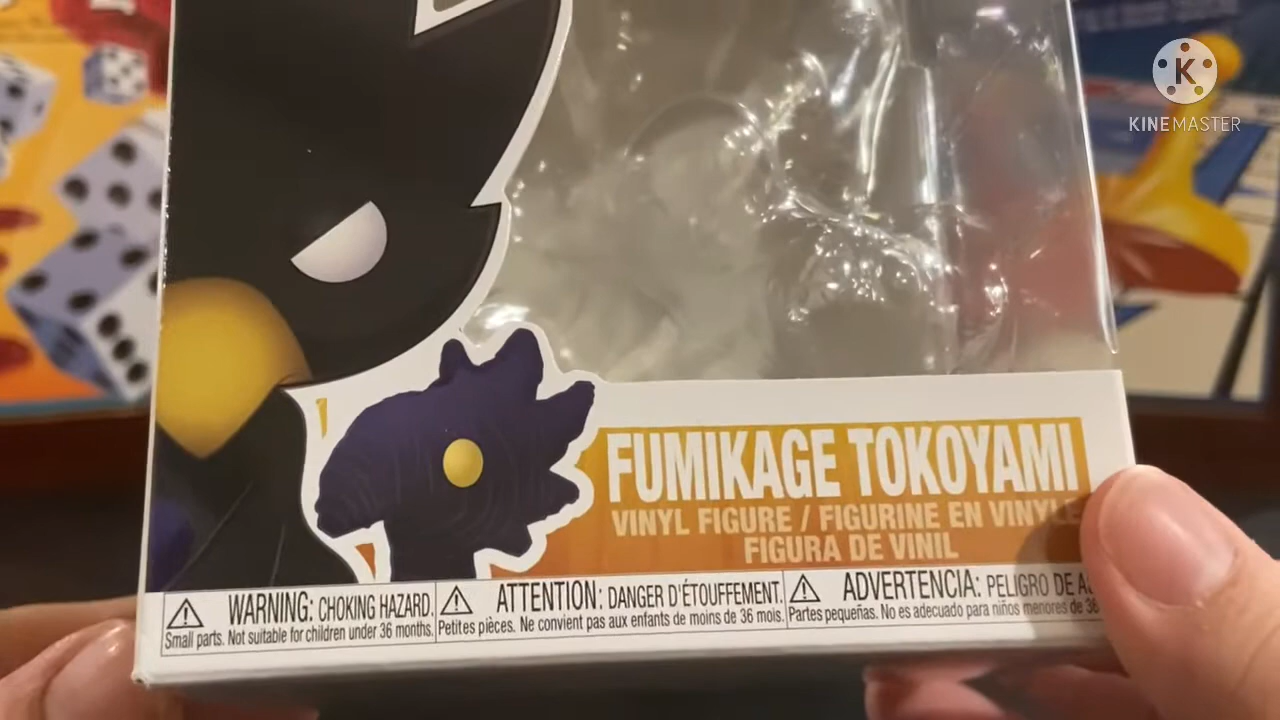 K
KINEMASTER
FUMIKAGE TOKOYAMI
VINYL FIGURE / FIGURINE EN VINYLE
FIGURA DE VINIL
WARNING: CHOKING HAZARD.
Small parts. Not suitable for children under 36 months.
ATTENTION: DANGER D'ÉTOUFFEMENT.
Petites pièces. Ne convient pas aux enfants de moins de 36 mois.
ADVERTENCIA: PELIGRO DE
Partes pequeñas. No es adecuado para niños menores de 36